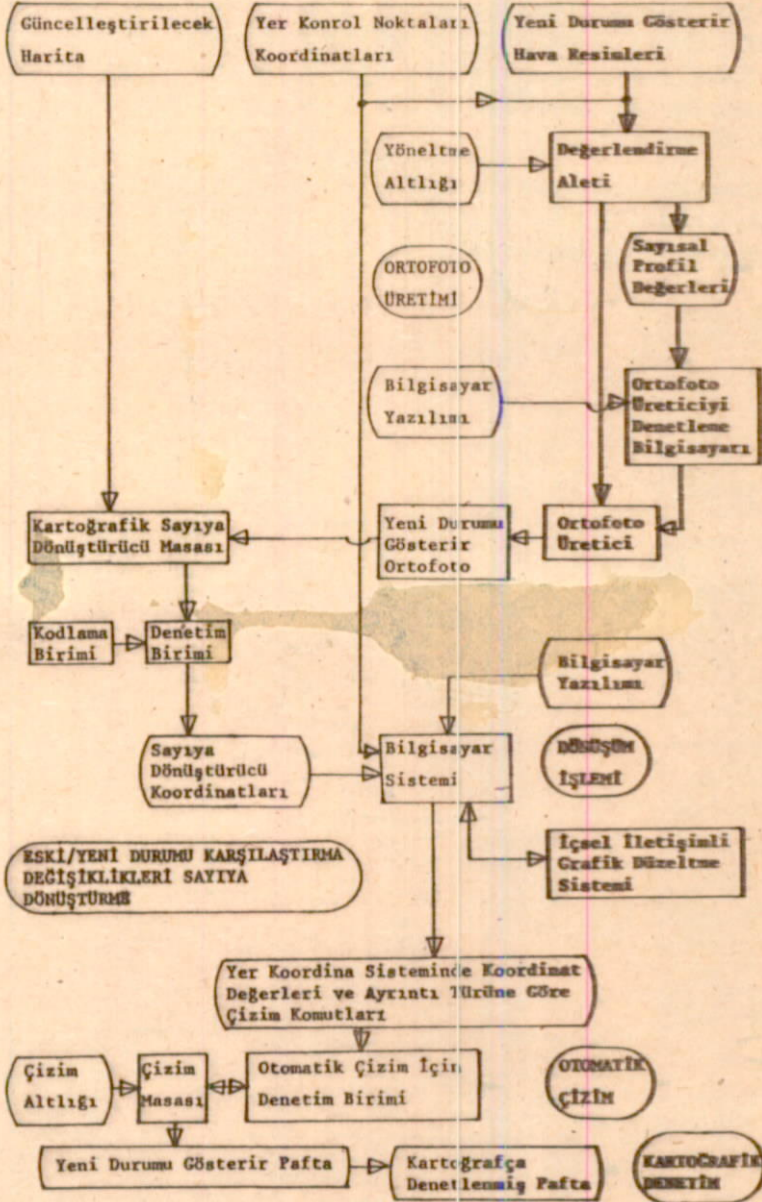 Güncelleştirilecek
Harita
Yer Konrol Noktaları
Koordinatları
Yeni Durumu Gösterir
Hava Resimleri
Yöneltme
Altlığı
Değerlendirme
Aleti
ORTOFOTO
ÜRETİMİ
Sayısal
Profil
Değerleri
Bilgisayar
Yazılımı
Ortofoto
Üreticiyi
Denetleme
Bilgisayarı
Kartoğrafik Sayıya
Dönüştürücü Masası
Yeni Durumu
Gösterir
Ortofoto
Ortofoto
Üretici
Kodlama
Birimi
Denetim
Birimi
Bilgisayar
Yazılımı
Sayıya
Dönüştürücü
Koordinatları
Bilgisayar
Sistemi
DÖNÜŞÜM
İŞLEMİ
ESKİ/YENİ DURUMU KARŞILAŞTIRMA
DEĞİŞİKLİKLERİ SAYIYA
DÖNÜŞTÜRME
İçsel İletişimli
Grafik Düzeltme
Sistemi
Yer Koordina Sisteminde Koordinat
Değerleri ve Ayrıntı Türüne Göre
Çizim Komutları
Çizim
Altlığı
Çizim
Masası
Otomatik Çizim İçin
Denetim Birimi
OTOMATİK
ÇİZİM
Yeni Durumu Gösterir Pafta
Kartoğrafça
Denetlenmiş Pafta
KARTOĞRAFİK
DENETİM